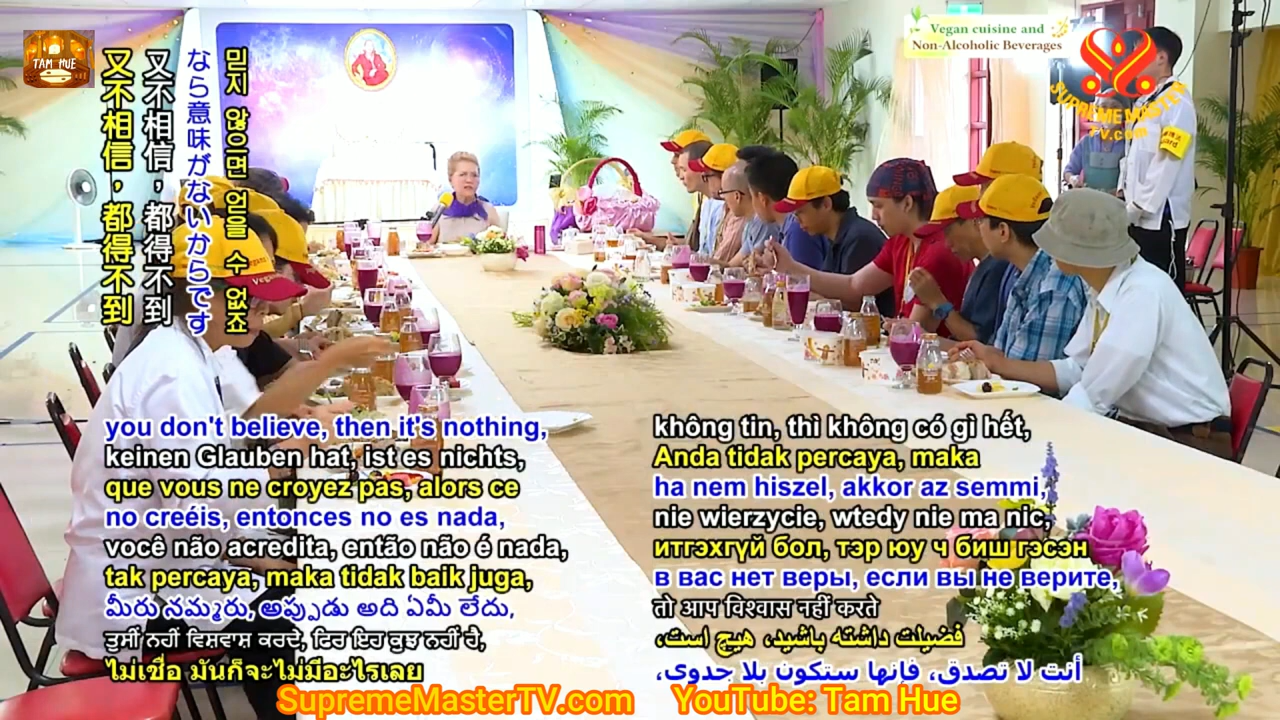 TAM HUE
Vegan cuisine and
Non-Alcoholic Beverages
SUPREME MASTER
TV.com
믿지 않으면 얻을 수 없죠
なら意味がないからです
又不相信，都得不到
又不相信，都得不到
you don't believe, then it's nothing,
keinen Glauben hat, ist es nichts,
que vous ne croyez pas, alors ce
no creéis, entonces no es nada,
você não acredita, então não é nada,
tak percaya, maka tidak baik juga,
మీరు నమ్మరు, అప్పుడు అది ఏమీ లేదు,
ਤੁਸੀਂ ਨਹੀਂ ਵਿਸ਼ਵਾਸ਼ ਕਰਦੇ, ਫਿਰ ਇਹ ਕੁਝ ਨਹੀਂ ਹੈ,
ไม่เชื่อ มันก็จะไม่มีอะไรเลย
không tin, thì không có gì hết,
Anda tidak percaya, maka
ha nem hiszel, akkor az semmi,
nie wierzycie, wtedy nie ma nic,
итгэхгүй бол, тэр юу ч биш гэсэн
в вас нет веры, если вы не верите,
तो आप विश्वास नहीं करते
فضیلت داشته باشید، هیچ است،
أنت لا تصدق، فإنها ستكون بلا جدوى،
SupremeMasterTV.com YouTube: Tam Hue